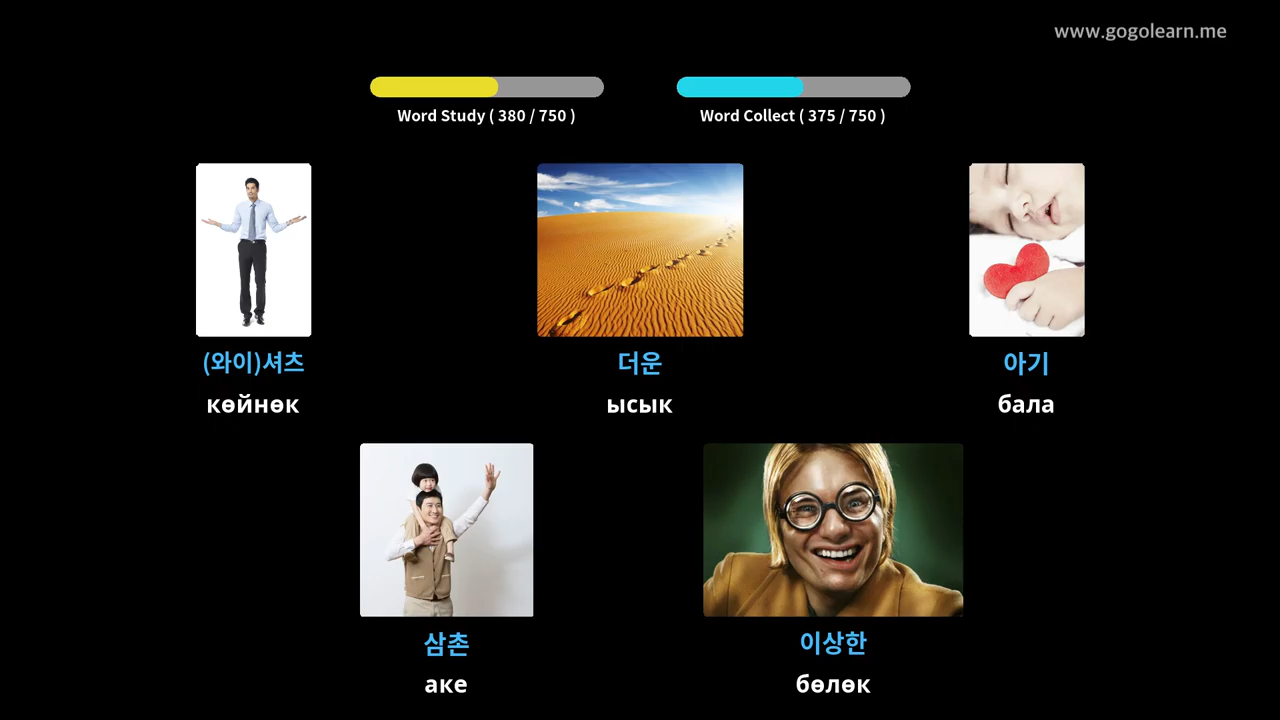 www.gogolearn.me
Word Study ( 380 / 750 )
Word Collect ( 375 / 750 )
(와이)셔츠
더운
아기
көйнөк
ысык
бала
삼촌
이상한
аке
бөлөк